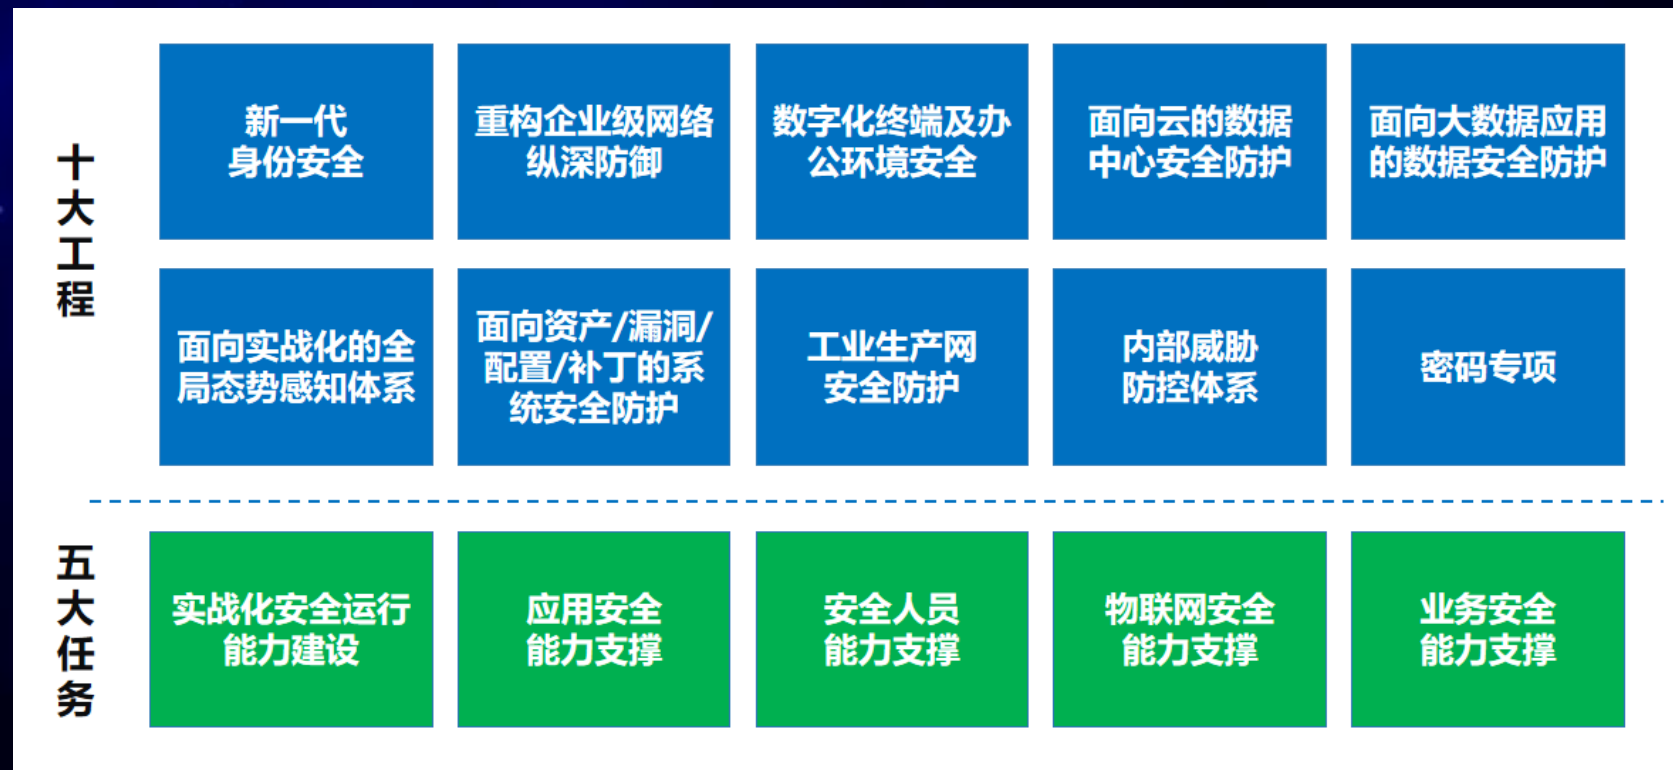 十大工程
新一代
身份安全
重构企业级网络
纵深防御
数字化终端及办
公环境安全
面向云的数据
中心安全防护
面向大数据应用
的数据安全防护
面向实战化的全
局态势感知体系
面向资产/漏洞/
配置/补丁的系
统安全防护
工业生产网
安全防护
内部威胁
防控体系
密码专项
五大任务
实战化安全运行
能力建设
应用安全
能力支撑
安全人员
能力支撑
物联网安全
能力支撑
业务安全
能力支撑